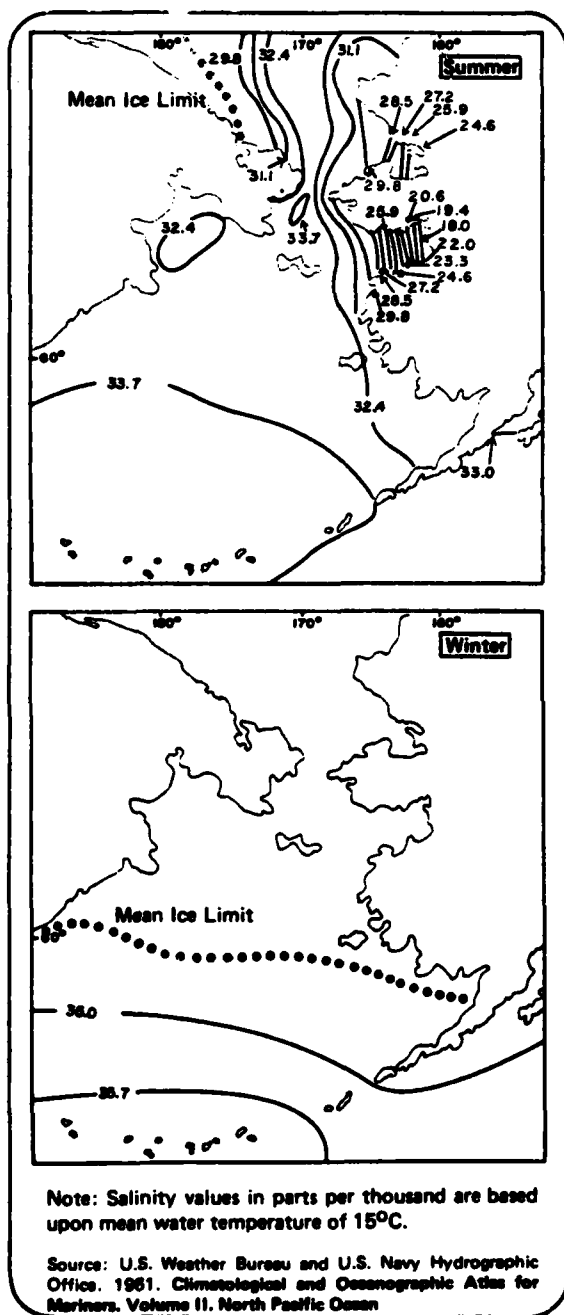 180° 170° 160°
29.8 32.4 31.1
Summer
Mean Ice Limit
28.5 27.2
25.9
24.6
31.1
29.8
32.4
33.7
25.9 20.6
19.4
18.0
22.0
23.3
24.6
27.2
28.5
29.8
60°
33.7
32.4
33.0
180° 170° 160°
Winter
Mean Ice Limit
60°
36.0
35.7
Note: Salinity values in parts per thousand are based
upon mean water temperature of 15°C.
Source: U.S. Weather Bureau and U.S. Navy Hydrographic
Office. 1961. Climatological and Oceanographic Atlas for
Mariners. Volume II. North Pacific Ocean